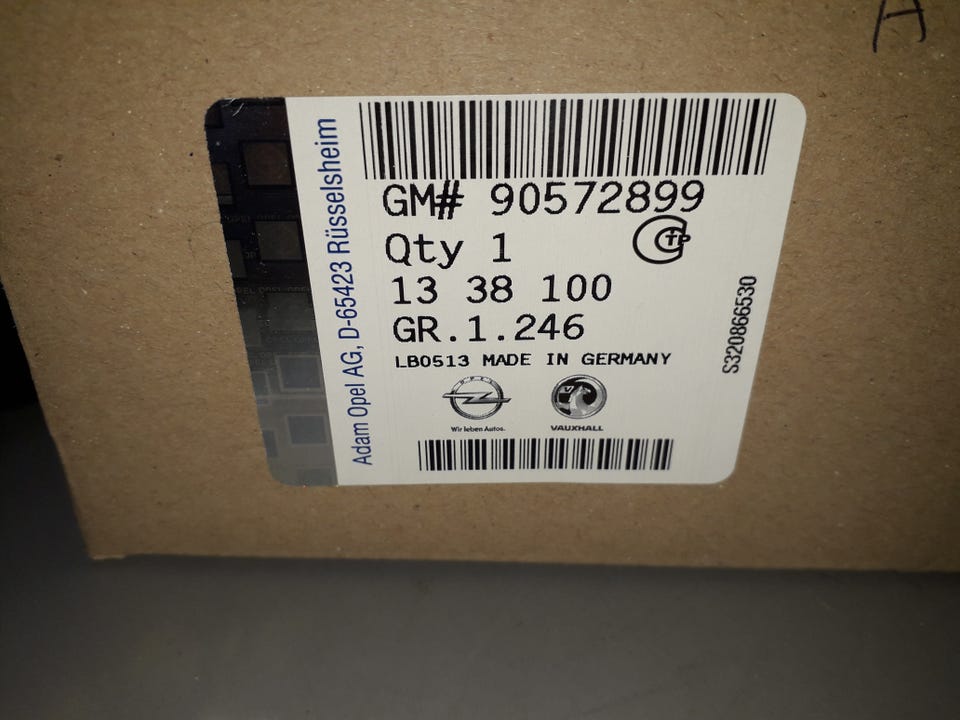 A
Adam Opel AG, D-65423 Rüsselsheim
GM# 90572899
Qty 1
13 38 100
GR.1.246
LB0513 MADE IN GERMANY
S320866530
OPEL
Wir leben Autos.
VAUXHALL